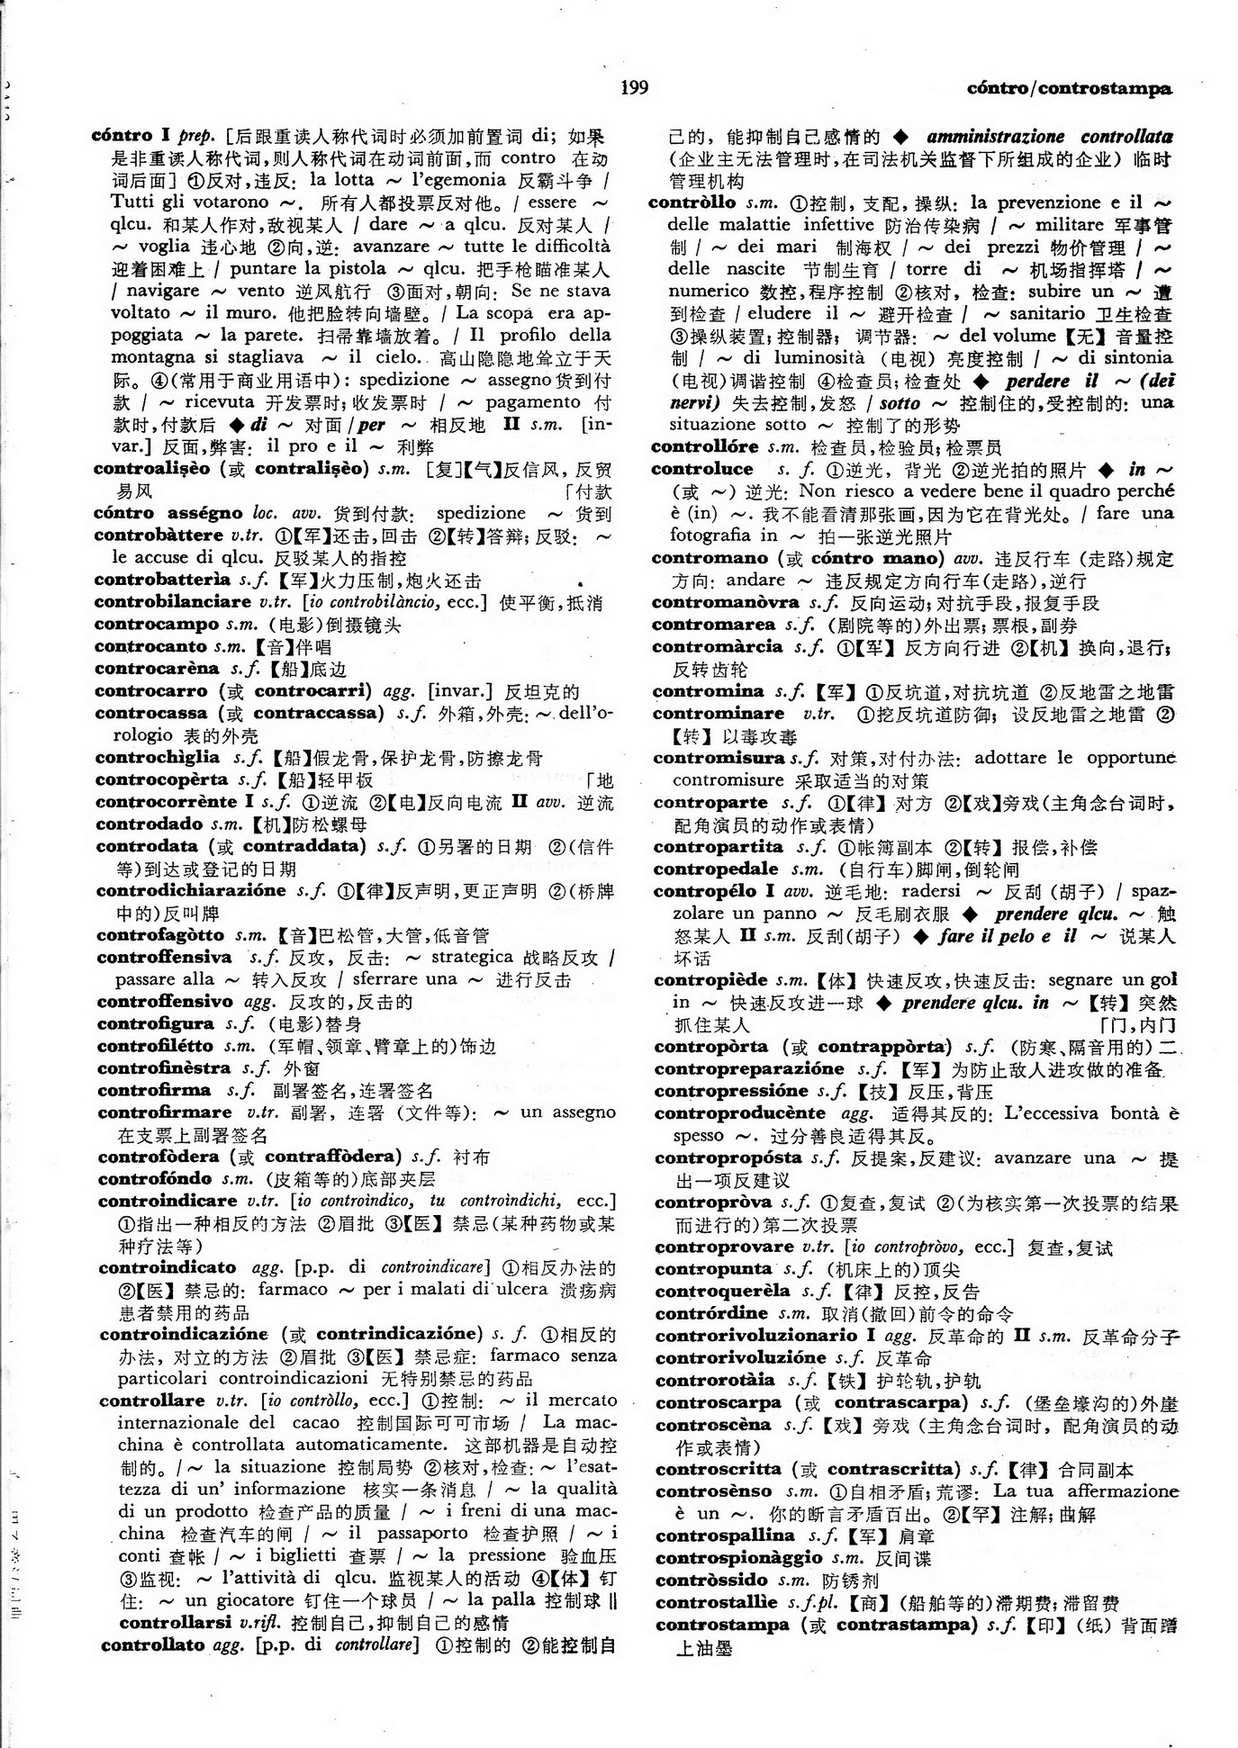 199
cóntro/controstampa
cóntro I prep. [后跟重读人称代词时必须加前置词 di; 如果
是非重读人称代词,则人称代词在动词前面,而 contro 在动
词后面] ①反对,违反: la lotta ~ l'egemonia 反霸斗争 /
Tutti gli votarono ~. 所有人都投票反对他。/ essere ~
qlcu. 和某人作对,敌视某人 / dare ~ a qlcu. 反对某人 /
~ voglia 违心地 ②向,逆: avanzare ~ tutte le difficoltà
迎着困难上 / puntare la pistola ~ qlcu. 把手枪瞄准某人
/ navigare ~ vento 逆风航行 ③面对,朝向: Se ne stava
voltato ~ il muro. 他把脸转向墙壁。/ La scopa era ap-
poggiata ~ la parete. 扫帚靠墙放着。/ Il profilo della
montagna si stagliava ~ il cielo. 高山隐隐地耸立于天
际。④(常用于商业用语中): spedizione ~ assegno 货到付
款 / ~ ricevuta 开发票时;收发票时 / ~ pagamento 付
款时,付款后 ◆ di ~ 对面 / per ~ 相反地 II s.m. [in-
var.] 反面,弊害: il pro e il ~ 利弊
controaliṣèo (或 contraliṣèo) s.m. [复]【气】反信风, 反贸
易风 「付款
cóntro asségno loc. avv. 货到付款: spedizione ~ 货到
controbàttere v.tr. ①【军】还击,回击 ②【转】答辩; 反驳: ~
le accuse di qlcu. 反驳某人的指控
controbatterìa s.f. 【军】火力压制,炮火还击
controbilanciare v.tr. [io controbilàncio, ecc.] 使平衡,抵消
controcampo s.m. (电影)倒摄镜头
controcanto s.m. 【音】伴唱
controcarèna s.f. 【船】底边
controcarro (或 controcarri) agg. [invar.] 反坦克的
controcassa (或 contraccassa) s.f. 外箱,外壳: ~ dell'o-
rologio 表的外壳
controchìglia s.f. 【船】假龙骨,保护龙骨,防擦龙骨
controcopèrta s.f. 【船】轻甲板 「地
controcorrènte I s.f. ①逆流 ②【电】反向电流 II avv. 逆流
controdado s.m. 【机】防松螺母
controdata (或 contraddata) s.f. ①另署的日期 ②(信件
等)到达或登记的日期
controdichiarazióne s.f. ①【律】反声明,更正声明 ②(桥牌
中的)反叫牌
controfagòtto s.m. 【音】巴松管,大管,低音管
controffensiva s.f. 反攻, 反击: ~ strategica 战略反攻 /
passare alla ~ 转入反攻 / sferrare una ~ 进行反击
controffensivo agg. 反攻的,反击的
controfigura s.f. (电影)替身
controfilétto s.m. (军帽、领章、臂章上的)饰边
controfinèstra s.f. 外窗
controfirma s.f. 副署签名,连署签名
controfirmare v.tr. 副署, 连署 (文件等): ~ un assegno
在支票上副署签名
controfòdera (或 contraffòdera) s.f. 衬布
controfóndo s.m. (皮箱等的)底部夹层
controindicare v.tr. [io controìndico, tu controìndichi, ecc.]
①指出一种相反的方法 ②眉批 ③【医】禁忌(某种药物或某
种疗法等)
controindicato agg. [p.p. di controindicare] ①相反办法的
②【医】禁忌的: farmaco ~ per i malati di ulcera 溃疡病
患者禁用的药品
controindicazióne (或 contrindicazióne) s. f. ①相反的
办法, 对立的方法 ②眉批 ③【医】禁忌症: farmaco senza
particolari controindicazioni 无特别禁忌的药品
controllare v.tr. [io contròllo, ecc.] ①控制: ~ il mercato
internazionale del cacao 控制国际可可市场 / La mac-
china è controllata automaticamente. 这部机器是自动控
制的。/ ~ la situazione 控制局势 ②核对,检查: ~ l'esat-
tezza di un' informazione 核实一条消息 / ~ la qualità
di un prodotto 检查产品的质量 / ~ i freni di una mac-
china 检查汽车的闸 / ~ il passaporto 检查护照 / ~ i
conti 查帐 / ~ i biglietti 查票 / ~ la pressione 验血压
③监视: ~ l'attività di qlcu. 监视某人的活动 ④【体】钉
住: ~ un giocatore 钉住一个球员 / ~ la palla 控制球 ‖
controllarsi v.rifl. 控制自己,抑制自己的感情
controllato agg. [p.p. di controllare] ①控制的 ②能控制自
己的, 能抑制自己感情的 ◆ amministrazione controllata
(企业主无法管理时,在司法机关监督下所组成的企业) 临时
管理机构
contròllo s.m. ①控制, 支配, 操纵: la prevenzione e il ~
delle malattie infettive 防治传染病 / ~ militare 军事管
制 / ~ dei mari 制海权 / ~ dei prezzi 物价管理 / ~
delle nascite 节制生育 / torre di ~ 机场指挥塔 / ~
numerico 数控,程序控制 ②核对, 检查: subire un ~ 遭
到检查 / eludere il ~ 避开检查 / ~ sanitario 卫生检查
③操纵装置; 控制器; 调节器: ~ del volume 【无】音量控
制 / ~ di luminosità (电视) 亮度控制 / ~ di sintonia
(电视)调谐控制 ④检查员; 检查处 ◆ perdere il ~ (dei
nervi) 失去控制,发怒 / sotto ~ 控制住的,受控制的: una
situazione sotto ~ 控制了的形势
controllóre s.m. 检查员,检验员; 检票员
controluce s. f. ①逆光, 背光 ②逆光拍的照片 ◆ in ~
(或 ~) 逆光: Non riesco a vedere bene il quadro perché
è (in) ~. 我不能看清那张画,因为它在背光处。/ fare una
fotografia in ~ 拍一张逆光照片
contromano (或 cóntro mano) avv. 违反行车 (走路)规定
方向: andare ~ 违反规定方向行车(走路),逆行
contromanòvra s.f. 反向运动; 对抗手段,报复手段
contromarea s.f. (剧院等的)外出票; 票根,副券
contromàrcia s.f. ①【军】反方向行进 ②【机】换向,退行;
反转齿轮
contromina s.f. 【军】①反坑道,对抗坑道 ②反地雷之地雷
controminare v.tr. ①挖反坑道防御; 设反地雷之地雷 ②
【转】以毒攻毒
contromisura s.f. 对策,对付办法: adottare le opportune
contromisure 采取适当的对策
controparte s.f. ①【律】对方 ②【戏】旁戏(主角念台词时,
配角演员的动作或表情)
contropartita s.f. ①帐簿副本 ②【转】报偿,补偿
contropedale s.m. (自行车)脚闸,倒轮闸
contropélo I avv. 逆毛地: radersi ~ 反刮 (胡子) / spaz-
zolare un panno ~ 反毛刷衣服 ◆ prendere qlcu. ~ 触
怒某人 II s.m. 反刮(胡子) ◆ fare il pelo e il ~ 说某人
坏话
contropiède s.m. 【体】快速反攻,快速反击: segnare un gol
in ~ 快速反攻进一球 ◆ prendere qlcu. in ~ 【转】突然
抓住某人 「门,内门
contropòrta (或 contrappòrta) s.f. (防寒、隔音用的) 二
contropreparazióne s.f. 【军】为防止敌人进攻做的准备
contropressióne s.f. 【技】反压,背压
controproducènte agg. 适得其反的: L'eccessiva bontà è
spesso ~. 过分善良适得其反。
contropropósta s.f. 反提案,反建议: avanzare una ~ 提
出一项反建议
contropròva s.f. ①复查,复试 ②(为核实第一次投票的结果
而进行的)第二次投票
controprovare v.tr. [io contropròvo, ecc.] 复查,复试
contropunta s.f. (机床上的)顶尖
controquerèla s.f. 【律】反控,反告
contrórdine s.m. 取消(撤回)前令的命令
controrivoluzionario I agg. 反革命的 II s.m. 反革命分子
controrivoluzióne s.f. 反革命
controrotàia s.f. 【铁】护轮轨,护轨
controscarpa (或 contrascarpa) s.f. (堡垒壕沟的)外崖
controscèna s.f. 【戏】旁戏 (主角念台词时, 配角演员的动
作或表情)
controscritta (或 contrascritta) s.f. 【律】合同副本
controsènso s.m. ①自相矛盾; 荒谬: La tua affermazione
è un ~. 你的断言矛盾百出。②【罕】注解; 曲解
controspallina s.f. 【军】肩章
controspionàggio s.m. 反间谍
contròssido s.m. 防锈剂
controstallìe s.f.pl. 【商】(船舶等的)滞期费; 滞留费
controstampa (或 contrastampa) s.f. 【印】(纸) 背面蹭
上油墨